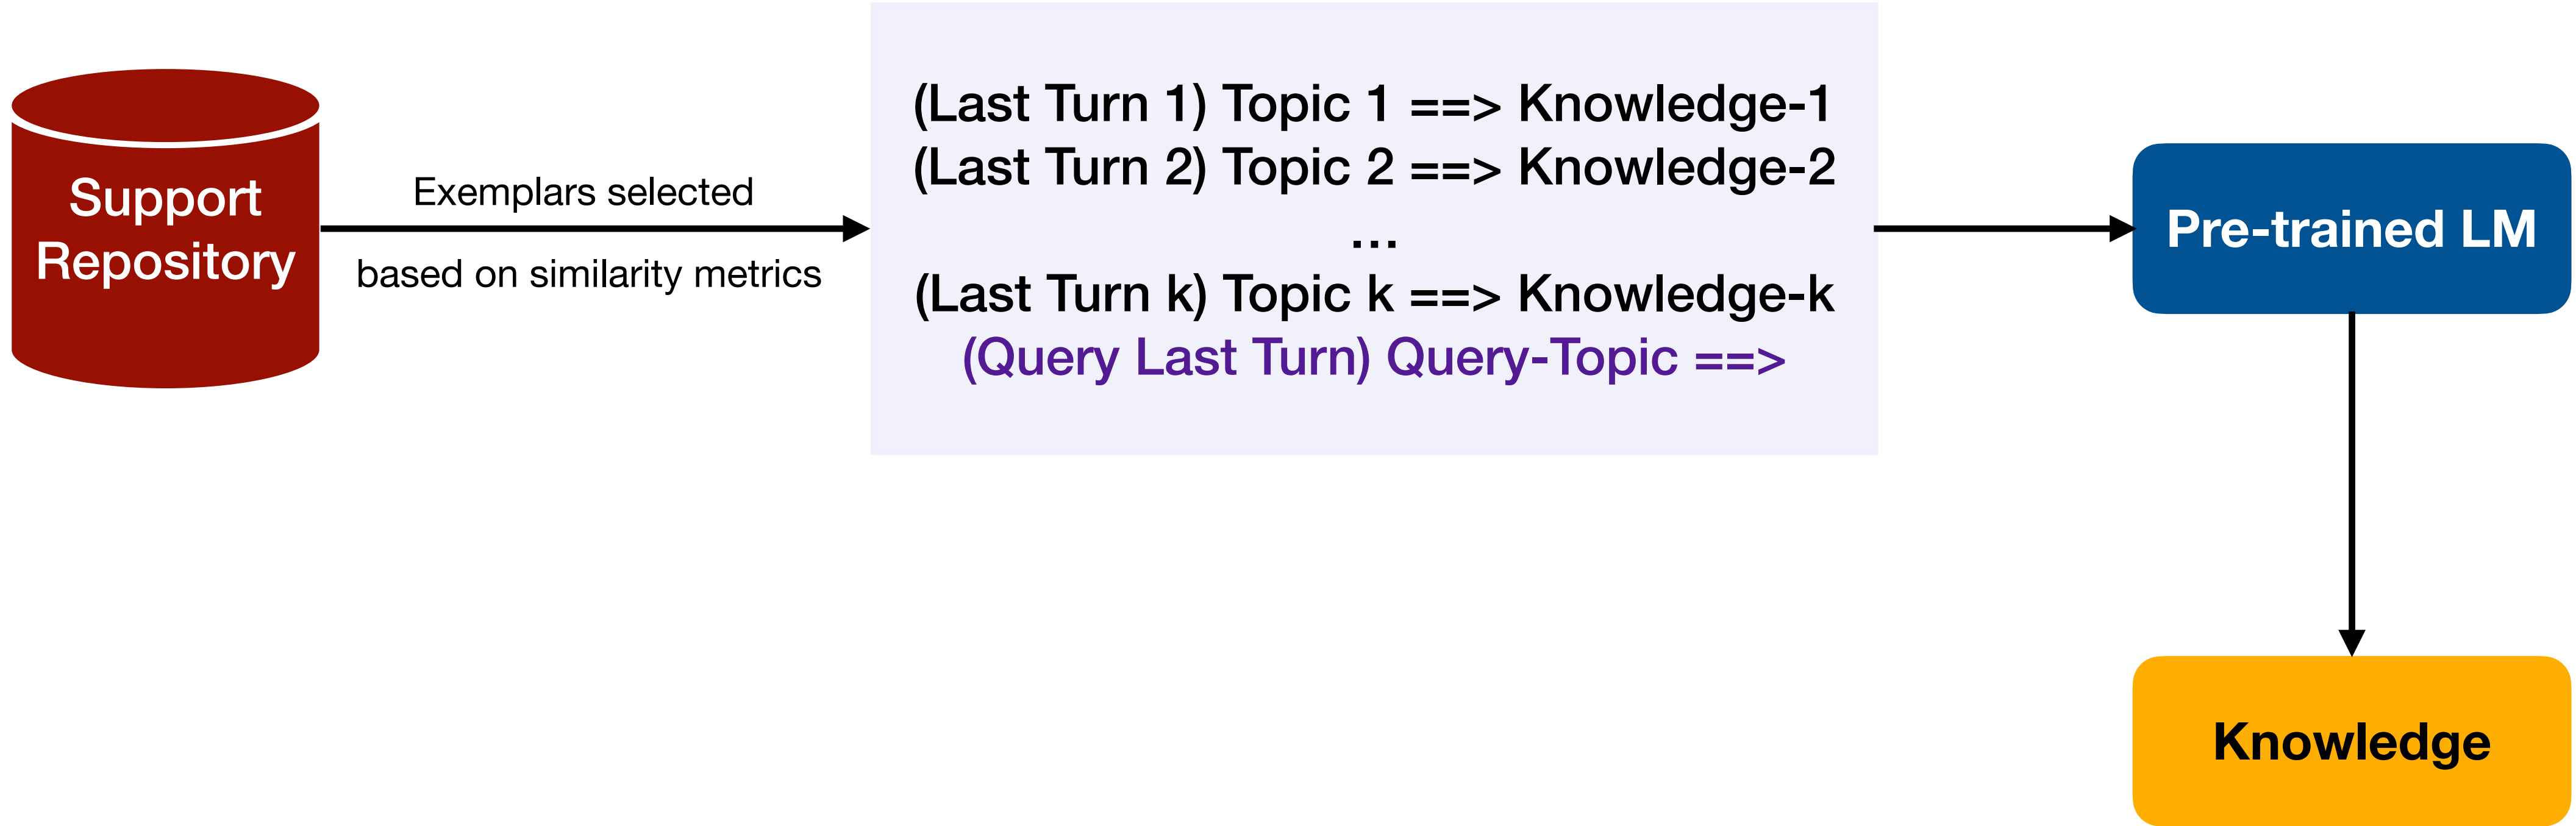 Support
Repository
Exemplars selected
based on similarity metrics
(Last Turn 1) Topic 1 ==> Knowledge-1
(Last Turn 2) Topic 2 ==> Knowledge-2
...
(Last Turn k) Topic k ==> Knowledge-k
(Query Last Turn) Query-Topic ==>
Pre-trained LM
Knowledge